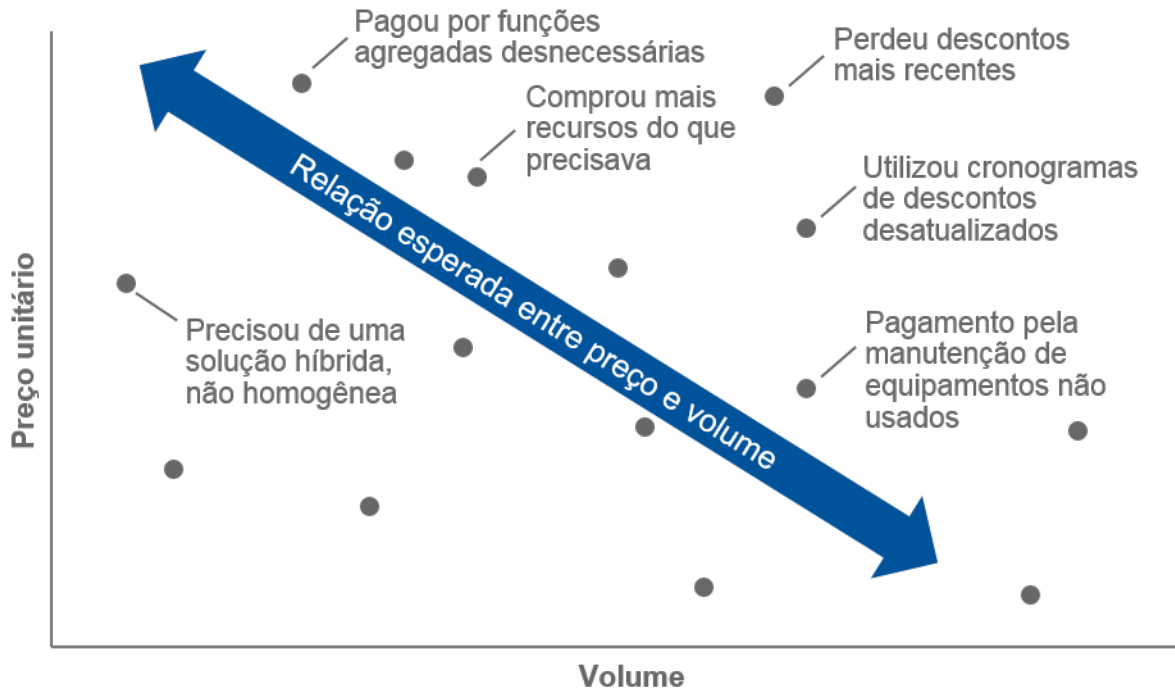 Pagou por funções
agregadas desnecessárias
Perdeu descontos
mais recentes
Comprou mais
recursos do que
precisava
Utilizou cronogramas
de descontos
desatualizados
Relação esperada entre preço e volume
Precisou de uma
solução híbrida,
não homogênea
Pagamento pela
manutenção de
equipamentos não
usados
Preço unitário
Volume